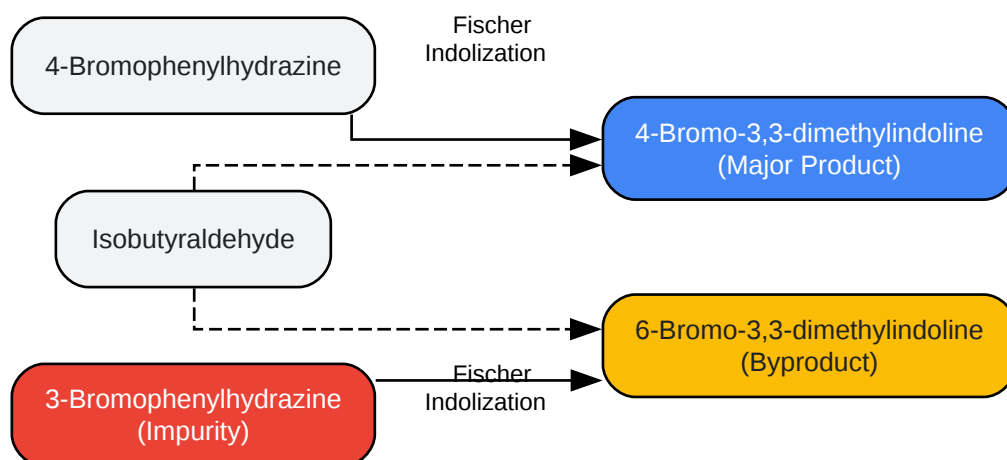 Fischer
Indolization
4-Bromophenylhydrazine
4-Bromo-3,3-dimethylindoline
(Major Product)
Isobutyraldehyde
6-Bromo-3,3-dimethylindoline
(Byproduct)
3-Bromophenylhydrazine
(Impurity)
Fischer
Indolization